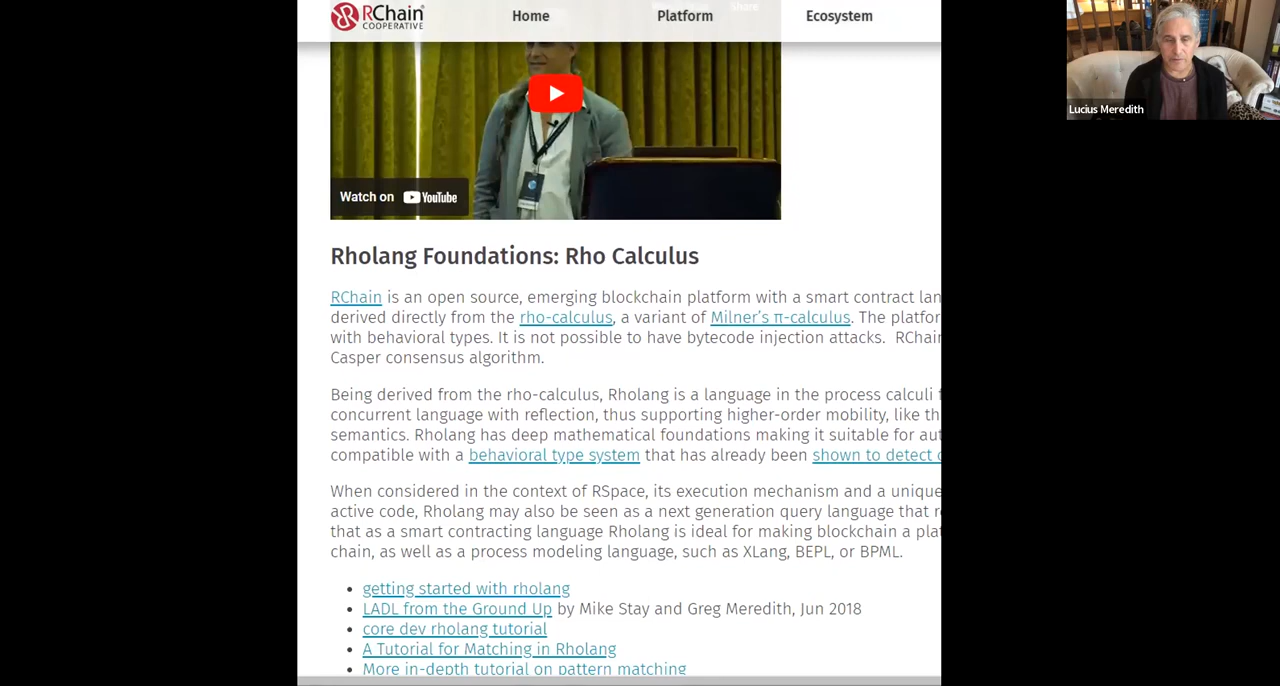 RChain®
COOPERATIVE
Home
Platform
Share
Ecosystem
Lucius Meredith
Watch on YouTube
Rholang Foundations: Rho Calculus
RChain is an open source, emerging blockchain platform with a smart contract lan
derived directly from the rho-calculus, a variant of Milner’s π-calculus. The platfor
with behavioral types. It is not possible to have bytecode injection attacks. RChain
Casper consensus algorithm.
Being derived from the rho-calculus, Rholang is a language in the process calculi f
concurrent language with reflection, thus supporting higher-order mobility, like th
semantics. Rholang has deep mathematical foundations making it suitable for aut
compatible with a behavioral type system that has already been shown to detect
When considered in the context of RSpace, its execution mechanism and a unique
active code, Rholang may also be seen as a next generation query language that
that as a smart contracting language Rholang is ideal for making blockchain a
chain, as well as a process modeling language, such as XLang, BEPL, or BPML.
getting started with rholang
LADL from the Ground Up by Mike Stay and Greg Meredith, Jun 2018
core dev rholang tutorial
A Tutorial for Matching in Rholang
More in-depth tutorial on pattern matching